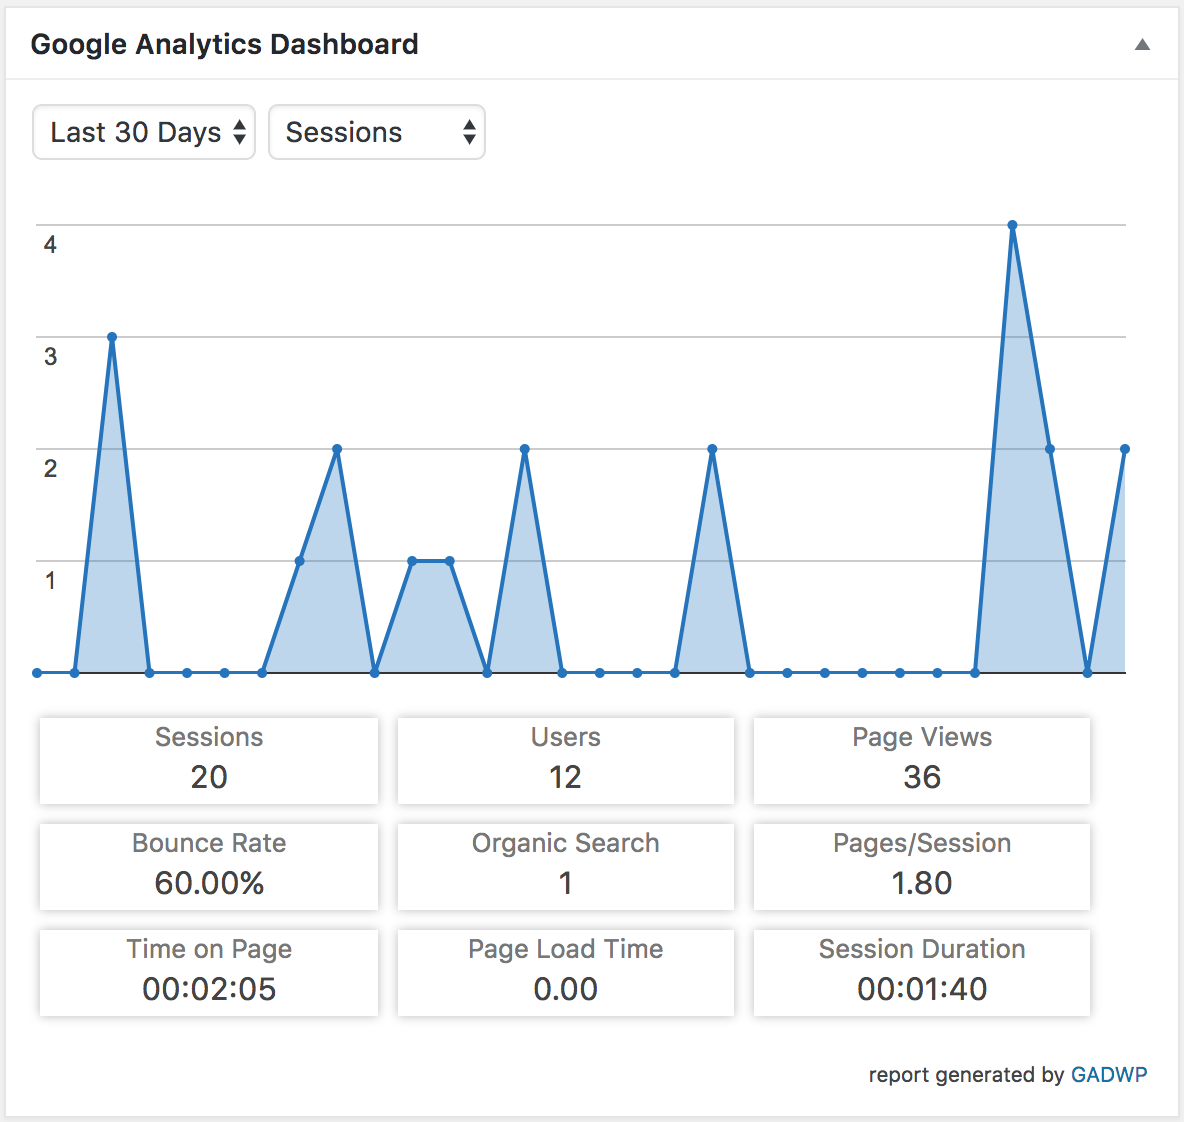 Google Analytics Dashboard
Last 30 Days Sessions
4
3
2
1
Sessions Users Page Views
20 12 36
Bounce Rate Organic Search Pages/Session
60.00% 1 1.80
Time on Page Page Load Time Session Duration
00:02:05 0.00 00:01:40
report generated by GADWP